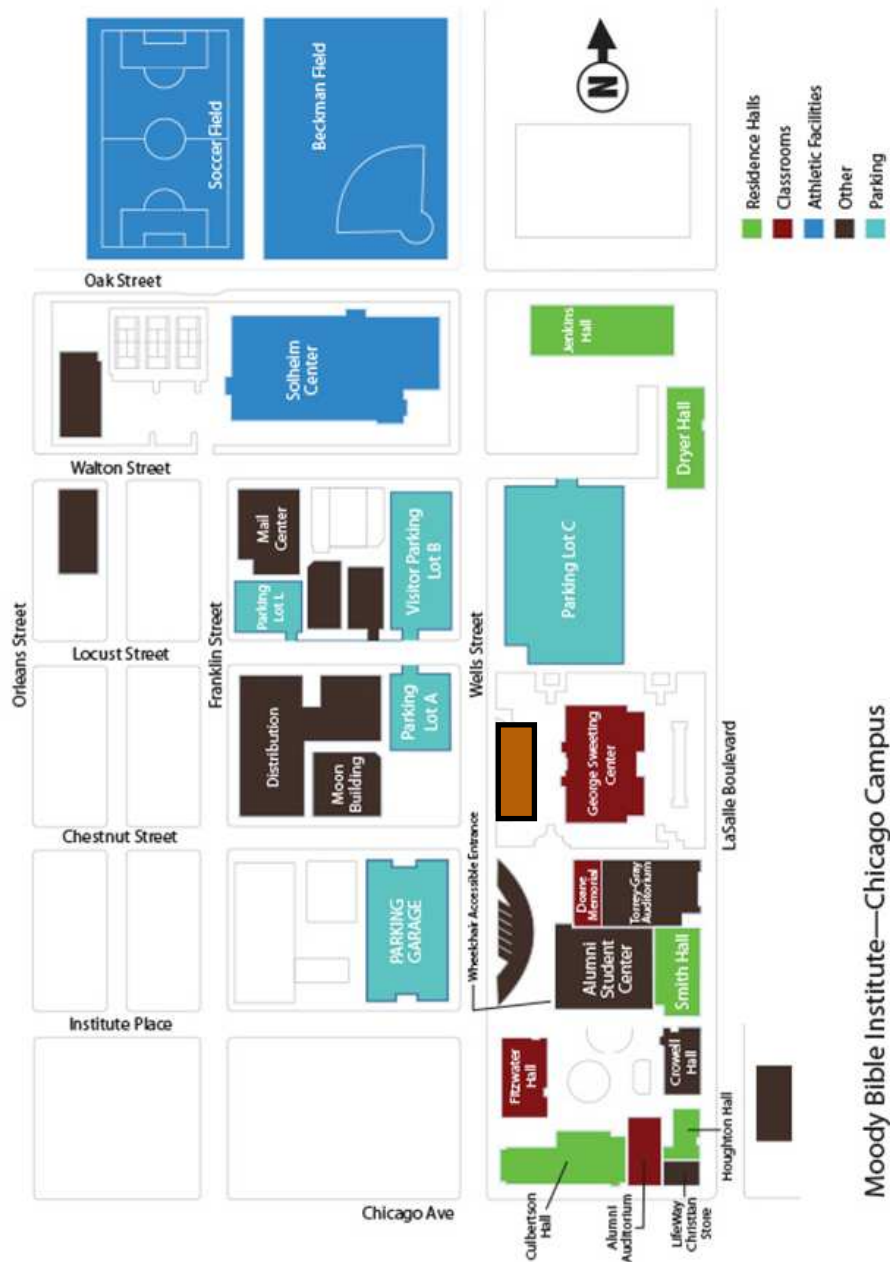 Soccer Field
Beckman Field
N
Residence Halls
Classrooms
Athletic Facilities
Other
Parking
Oak Street
Solheim
Center
Jenkins
Hall
Dryer Hall
Walton Street
Orleans Street
Mail
Center
Parking
Lot L
Franklin Street
Visitor Parking
Lot B
Wells Street
Parking Lot C
Locust Street
Distribution
Moon
Building
Parking
Lot A
George Sweeting
Center
LaSalle Boulevard
Chestnut Street
Wheelchair Accessible Entrance
PARKING
GARAGE
Doane
Memorial
Torrey-Gray
Auditorium
Alumni
Student
Center
Smith Hall
Institute Place
Fitzwater
Hall
Crowell
Hall
Houghton Hall
Chicago Ave
Culbertson
Hall
Alumni
Auditorium
LifeWay
Christian
Store
Moody Bible Institute—Chicago Campus